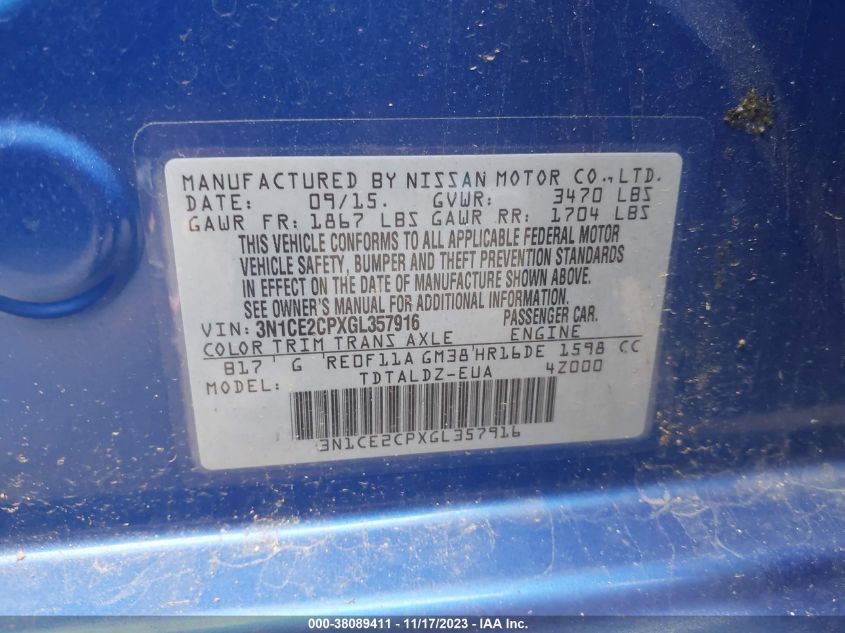 MANUFACTURED BY NISSAN MOTOR CO., LTD.
DATE: 09/15. GVWR: 3470 LBS
GAWR FR: 1867 LBS GAWR RR: 1704 LBS
THIS VEHICLE CONFORMS TO ALL APPLICABLE FEDERAL MOTOR
VEHICLE SAFETY, BUMPER AND THEFT PREVENTION STANDARDS
IN EFFECT ON THE DATE OF MANUFACTURE SHOWN ABOVE.
SEE OWNER'S MANUAL FOR ADDITIONAL INFORMATION.
VIN: 3N1CE2CPXGL357916 PASSENGER CAR.
COLOR TRIM TRANS AXLE ENGINE
B17 G RE0F11A GM38 HR16DE 1598 CC
MODEL: TDTALDZ-EUA 4Z000
3N1CE2CPXGL357916
000-38089411 - 11/17/2023 - IAA Inc.